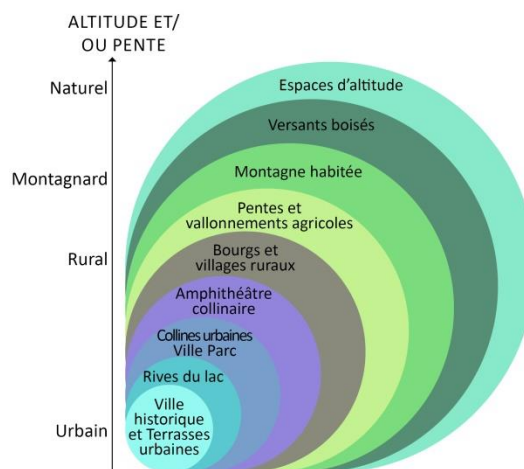 ALTITUDE ET/
OU PENTE
Naturel
Espaces d'altitude
Versants boisés
Montagnard
Montagne habitée
Pentes et
vallonnements agricoles
Rural
Bourgs et
villages ruraux
Amphithéâtre
collinaire
Collines urbaines
Ville Parc
Rives du lac
Ville
historique
et Terrasses
urbaines
Urbain